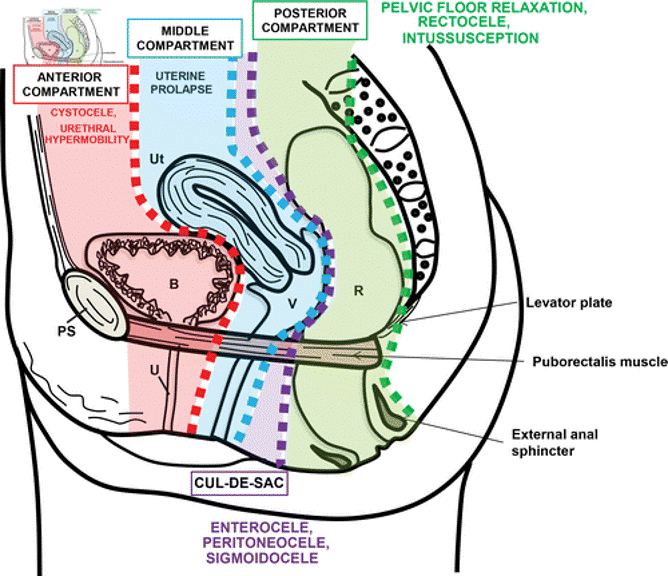 PELVIC FLOOR RELAXATION,
RECTOCELE,
INTUSSUSCEPTION
POSTERIOR
COMPARTMENT
MIDDLE
COMPARTMENT
UTERINE
PROLAPSE
ANTERIOR
COMPARTMENT
CYSTOCELE,
URETHRAL
HYPERMOBILITY
Ut
B
V
R
PS
U
Levator plate
Puborectalis muscle
External anal
sphincter
CUL-DE-SAC
ENTEROCELE,
PERITONEOCELE,
SIGMOIDOCELE